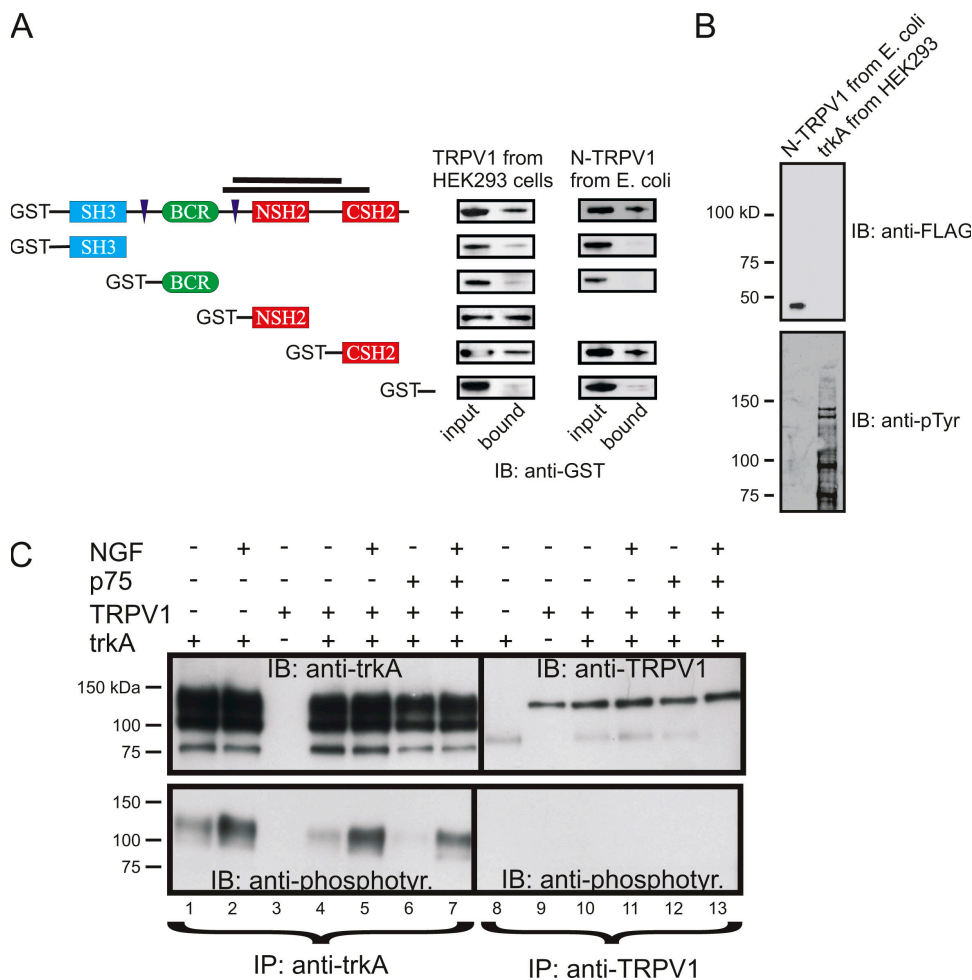 A
TRPV1 from
HEK293 cells
N-TRPV1
from E. coli
GST SH3 BCR NSH2 CSH2
GST SH3
GST BCR
GST NSH2
GST CSH2
GST
input
bound
input
bound
IB: anti-GST
B
N-TRPV1 from E. coli
trkA from HEK293
100 kD
75
50
IB: anti-FLAG
150
100
75
IB: anti-pTyr
C
NGF - + - - + - + - - - + - +
p75 - - - - - + + - - - - + +
TRPV1 - - + + + + + - + + + + +
trkA + + - + + + + + - + + + +
IB: anti-trkA
IB: anti-TRPV1
150 kDa
100
75
150
100
75
IB: anti-phosphotyr.
IB: anti-phosphotyr.
1 2 3 4 5 6 7 8 9 10 11 12 13
IP: anti-trkA
IP: anti-TRPV1